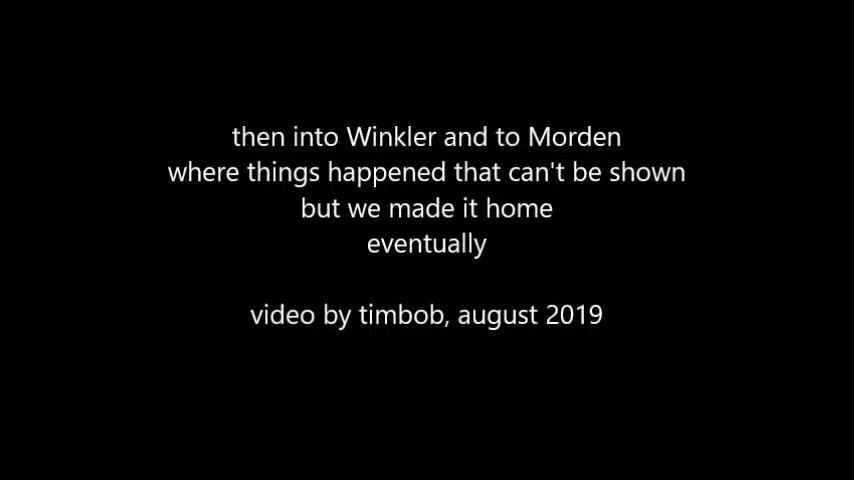 then into Winkler and to Morden
where things happened that can't be shown
but we made it home
eventually
video by timbob, august 2019